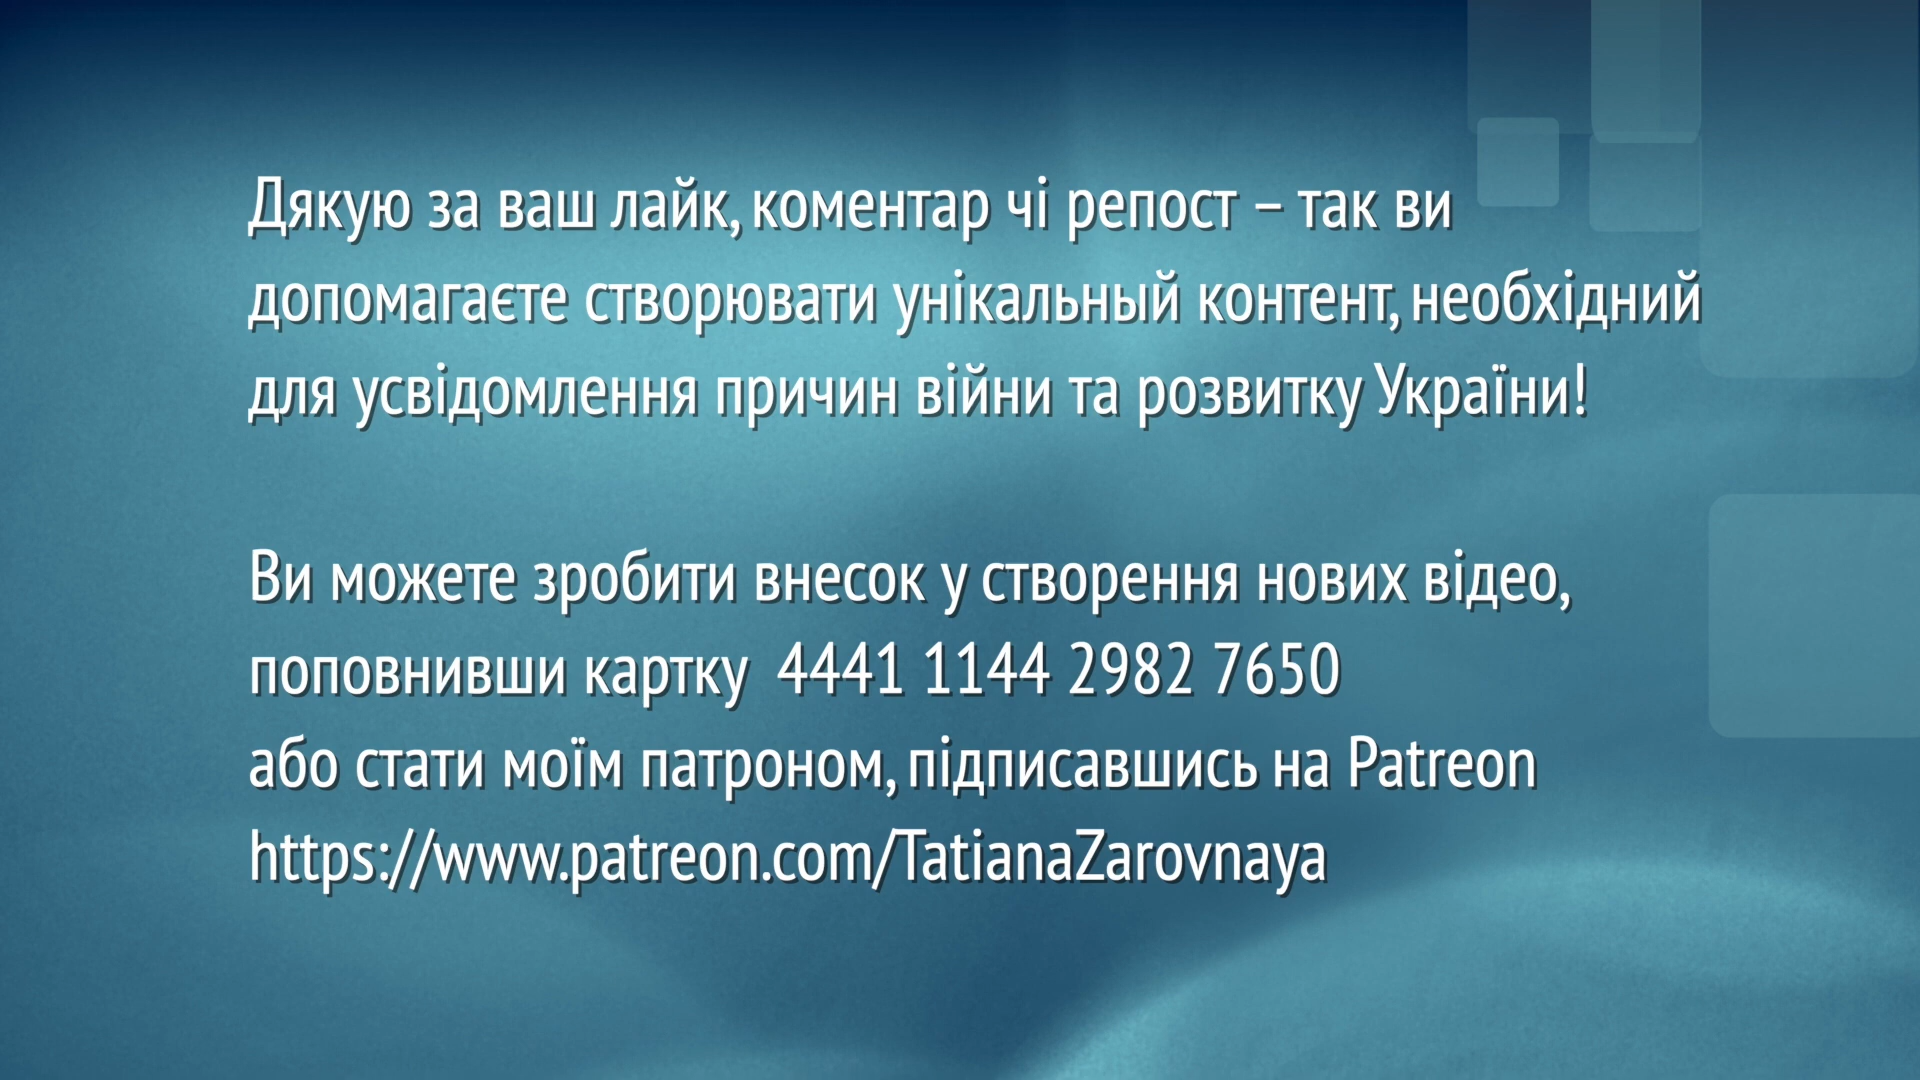 Дякую за ваш лайк, коментар чі репост – так ви
допомагаєте створювати унікальный контент, необхідний
для усвідомлення причин війни та розвитку України!
Ви можете зробити внесок у створення нових відео,
поповнивши картку 4441 1144 2982 7650
або стати моїм патроном, підписавшись на Patreon
https://www.patreon.com/TatianaZarovnaya